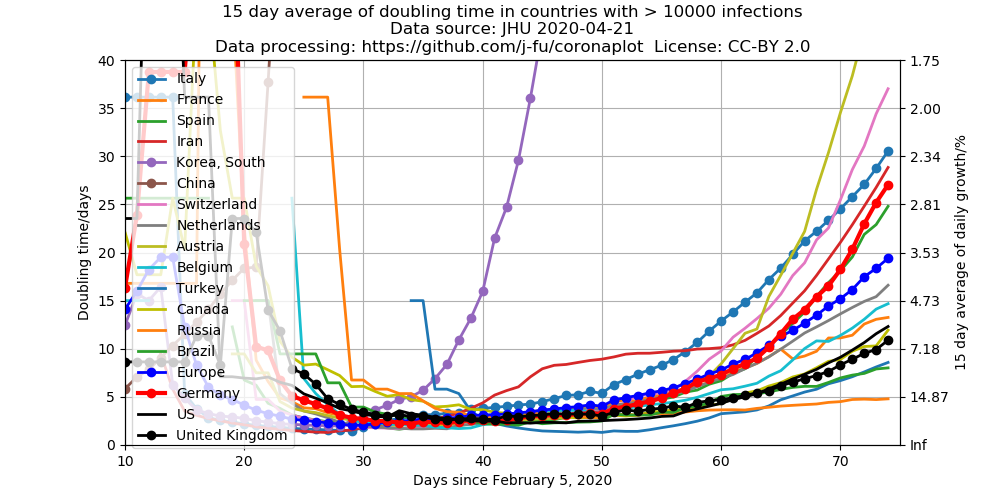 15 day average of doubling time in countries with > 10000 infections
Data source: JHU 2020-04-21
Data processing: https://github.com/j-fu/coronaplot License: CC-BY 2.0
Doubling time/days
40
35
30
25
20
15
10
5
0
Italy
France
Spain
Iran
Korea, South
China
Switzerland
Netherlands
Austria
Belgium
Turkey
Canada
Russia
Brazil
Europe
Germany
US
United Kingdom
1.75
2.00
2.34
2.81
3.53
4.73
7.18
14.87
Inf
15 day average of daily growth/%
10 20 30 40 50 60 70
Days since February 5, 2020